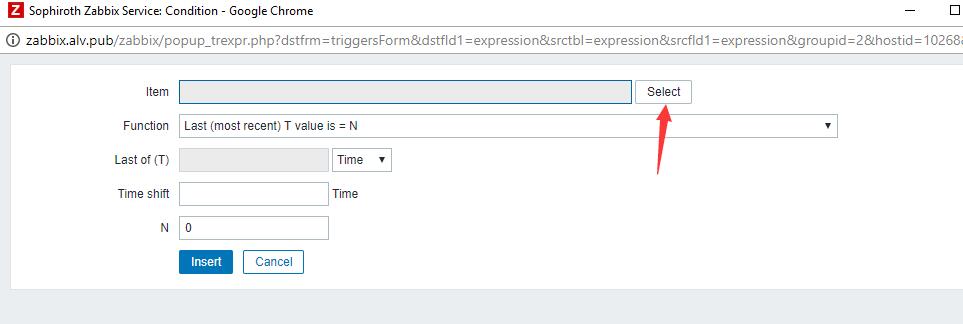 Z Sophiroth Zabbix Service: Condition - Google Chrome
zabbix.alv.pub/zabbix/popup_trexpr.php?dstfrm=triggersForm&dstfld1=expression&srctbl=expression&srcfld1=expression&groupid=2&hostid=10268&
Item Select
Function Last (most recent) T value is = N
Last of (T) Time
Time shift Time
N 0
Insert Cancel